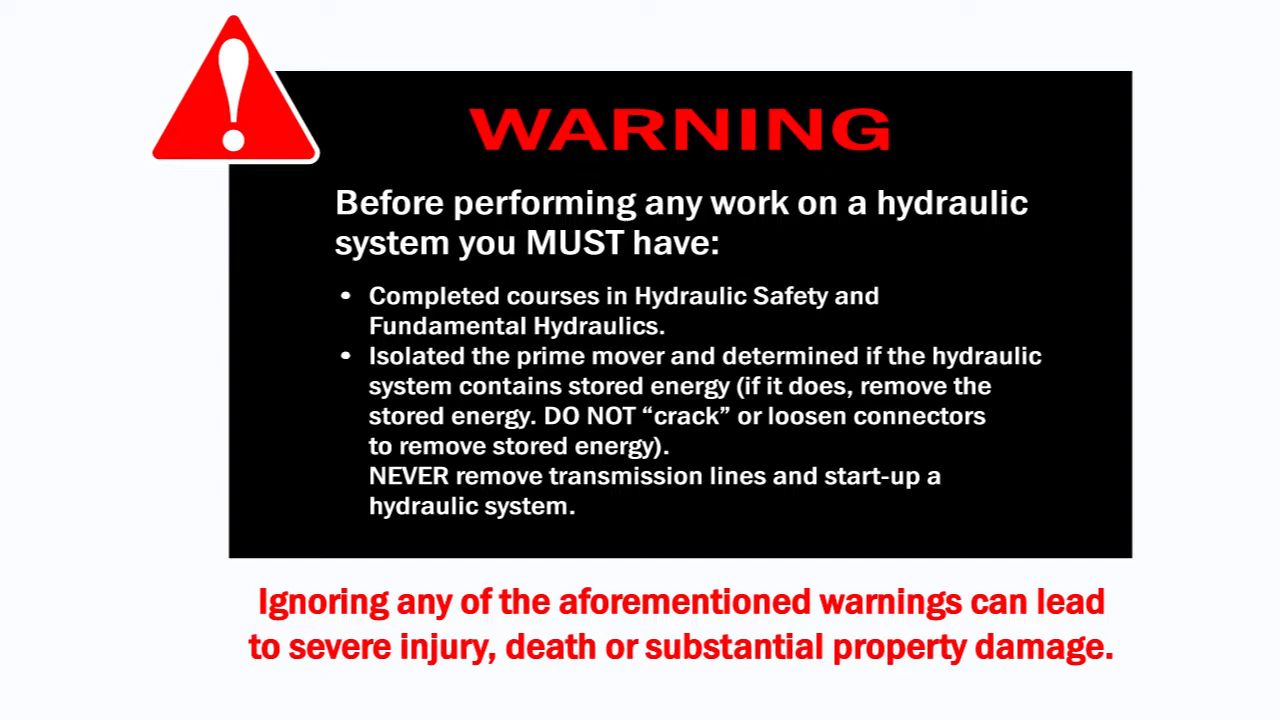 WARNING
Before performing any work on a hydraulic
system you MUST have:
• Completed courses in Hydraulic Safety and
Fundamental Hydraulics.
• Isolated the prime mover and determined if the hydraulic
system contains stored energy (if it does, remove the
stored energy. DO NOT “crack” or loosen connectors
to remove stored energy).
NEVER remove transmission lines and start-up a
hydraulic system.
Ignoring any of the aforementioned warnings can lead
to severe injury, death or substantial property damage.